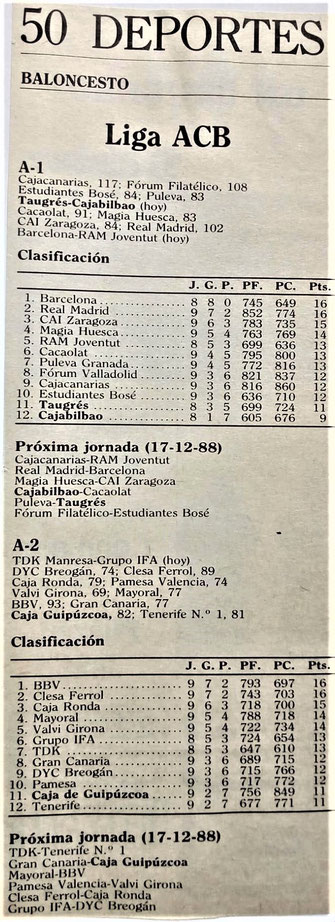 50 DEPORTES
BALONCESTO
Liga ACB
A-1
Cajacanarias, 117; Fórum Filatélico, 108
Estudiantes Bosé, 84; Puleva, 83
Taugrés-Cajabilbao (hoy)
Cacaolat, 91; Magia Huesca, 83
CAI Zaragoza, 84; Real Madrid, 102
Barcelona-RAM Joventut (hoy)
Clasificación
J. G. P. PF. PC. Pts.
1. Barcelona 8 8 0 745 649 16
2. Real Madrid 9 7 2 852 774 16
3. CAI Zaragoza 9 6 3 783 735 15
4. Magia Huesca 9 5 4 763 769 14
5. RAM Joventut 8 5 3 699 636 13
6. Cacaolat 9 4 5 795 800 13
7. Puleva Granada 9 4 5 772 816 13
8. Fórum Valladolid 9 3 6 821 837 12
9. Cajacanarias 9 3 6 816 860 12
10. Estudiantes Bosé 9 3 6 636 710 12
11. Taugrés 8 3 5 699 724 11
12. Cajabilbao 8 1 7 605 676 9
Próxima jornada (17-12-88)
Cajacanarias-RAM Joventut
Real Madrid-Barcelona
Magia Huesca-CAI Zaragoza
Cajabilbao-Cacaolat
Puleva-Taugrés
Fórum Filatélico-Estudiantes Bosé
A-2
TDK Manresa-Grupo IFA (hoy)
DYC Breogán, 74; Clesa Ferrol, 89
Caja Ronda, 79; Pamesa Valencia, 74
Valvi Girona, 69; Mayoral, 77
BBV, 93; Gran Canaria, 77
Caja Guipúzcoa, 82; Tenerife N.º 1, 81
Clasificación
J. G. P. PF. PC. Pts.
1. BBV 9 7 2 793 697 16
2. Clesa Ferrol 9 7 2 743 703 16
3. Caja Ronda 9 6 3 718 700 15
4. Mayoral 9 5 4 788 718 14
5. Valvi Girona 9 5 4 722 734 14
6. Grupo IFA 8 5 3 724 654 13
7. TDK 8 5 3 647 610 13
8. Gran Canaria 9 3 6 689 715 12
9. DYC Breogán 9 3 6 715 766 12
10. Pamesa 9 3 6 717 772 12
11. Caja de Guipúzcoa 9 2 7 756 849 11
12. Tenerife 9 2 7 677 771 11
Próxima jornada (17-12-88)
TDK-Tenerife N.º 1
Gran Canaria-Caja Guipúzcoa
Mayoral-BBV
Pamesa Valencia-Valvi Girona
Clesa Ferrol-Caja Ronda
Grupo IFA-DYC Breogán